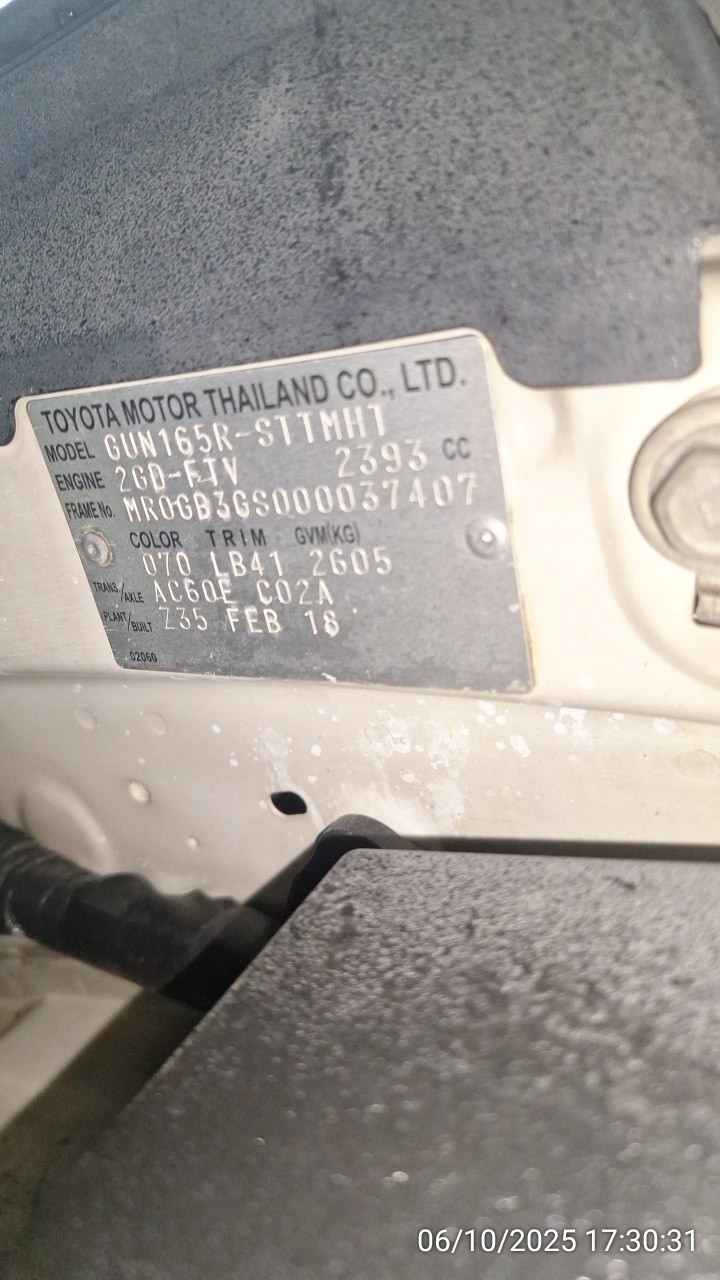 TOYOTA MOTOR THAILAND CO., LTD.
MODEL GUN165R-STTMHT
ENGINE 2GD-FTV 2393 CC
FRAME No. MR0GB3GS000037407
COLOR TRIM GVM(KG)
070 LB41 2605
TRANS./AXLE AC60E C02A
PLANT/BUILT Z35 FEB 18
02060
06/10/2025 17:30:31